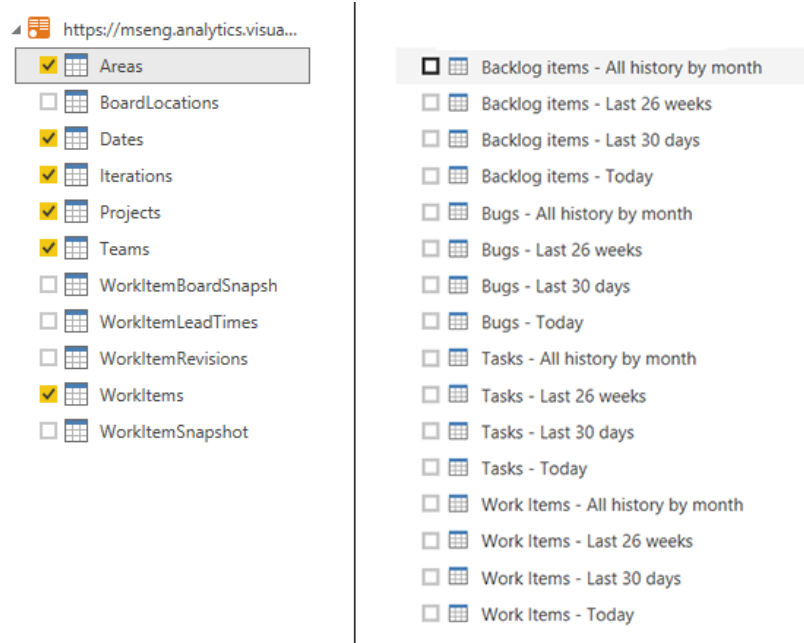 https://mseng.analytics.visua...
Areas
BoardLocations
Dates
Iterations
Projects
Teams
WorkItemBoardSnapsh
WorkItemLeadTimes
WorkItemRevisions
WorkItems
WorkItemSnapshot
Backlog items - All history by month
Backlog items - Last 26 weeks
Backlog items - Last 30 days
Backlog items - Today
Bugs - All history by month
Bugs - Last 26 weeks
Bugs - Last 30 days
Bugs - Today
Tasks - All history by month
Tasks - Last 26 weeks
Tasks - Last 30 days
Tasks - Today
Work Items - All history by month
Work Items - Last 26 weeks
Work Items - Last 30 days
Work Items - Today